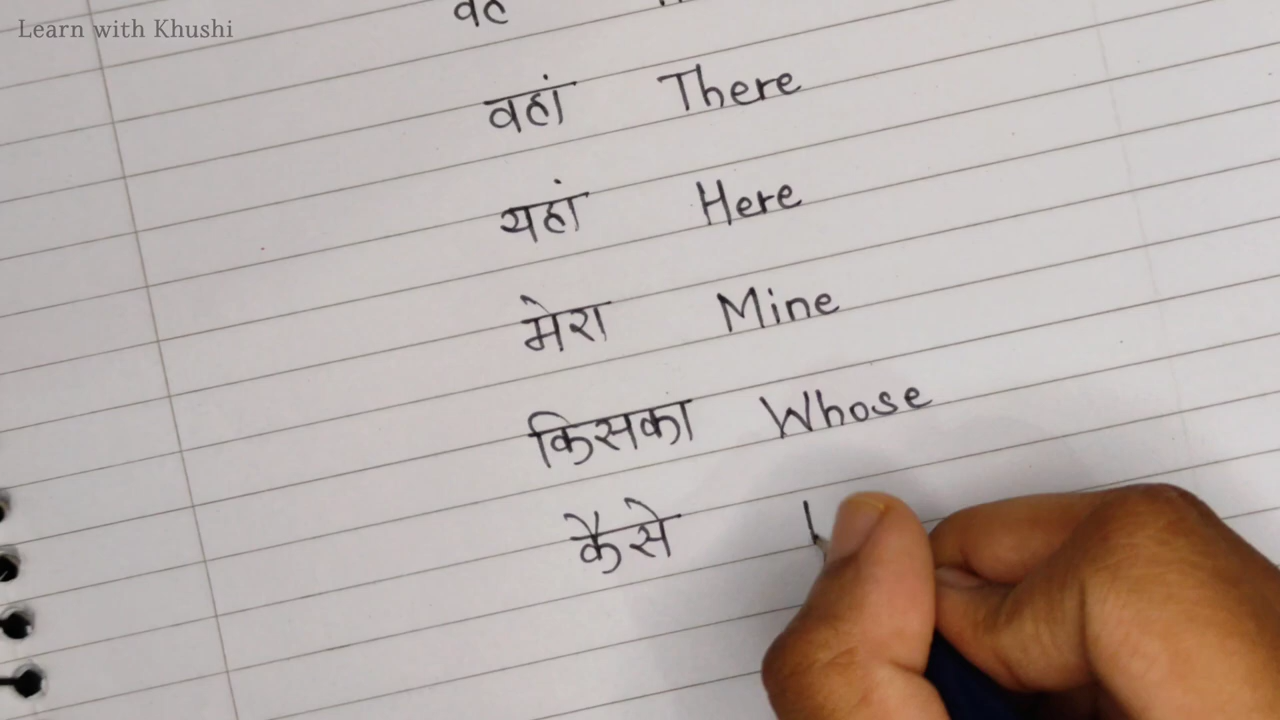 Learn with Khushi
वहां There
यहां Here
मेरा Mine
किसका Whose
कैसे